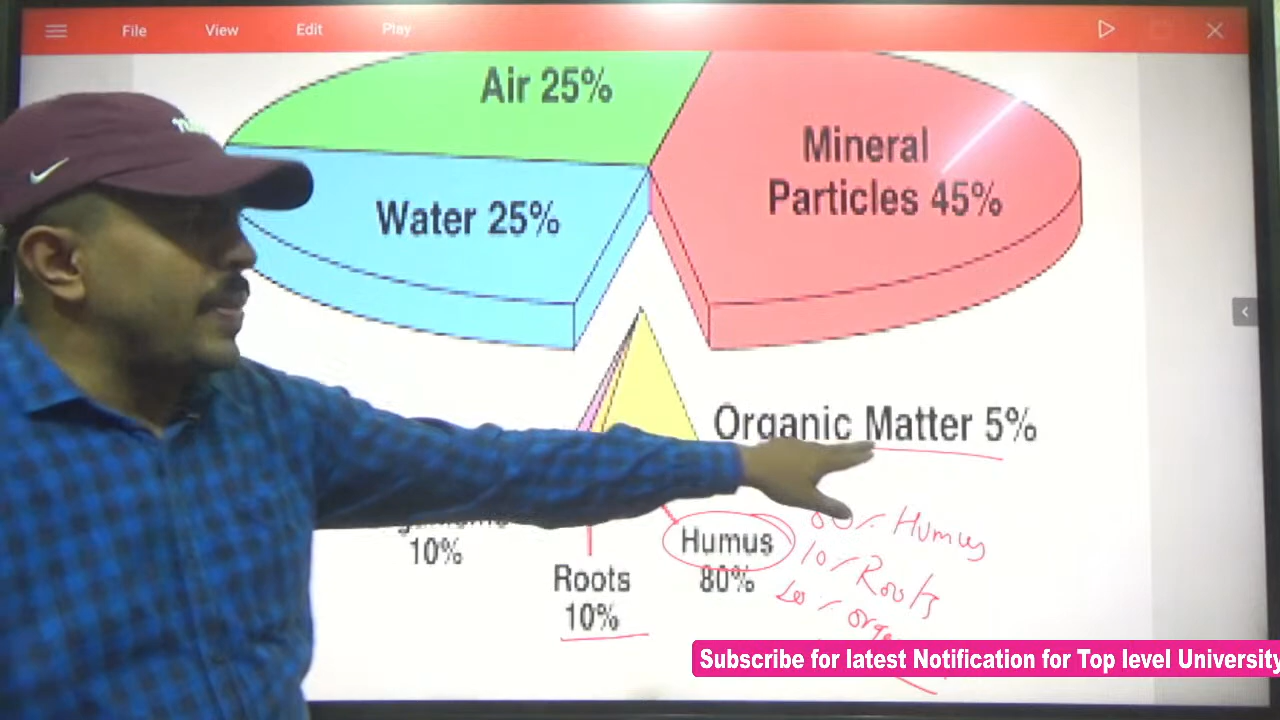 File View Edit Play
Air 25%
Mineral
Particles 45%
Water 25%
Organic Matter 5%
10%
Roots
10%
Humus
80%
80% Humus
10% Roots
Subscribe for latest Notification for Top level University